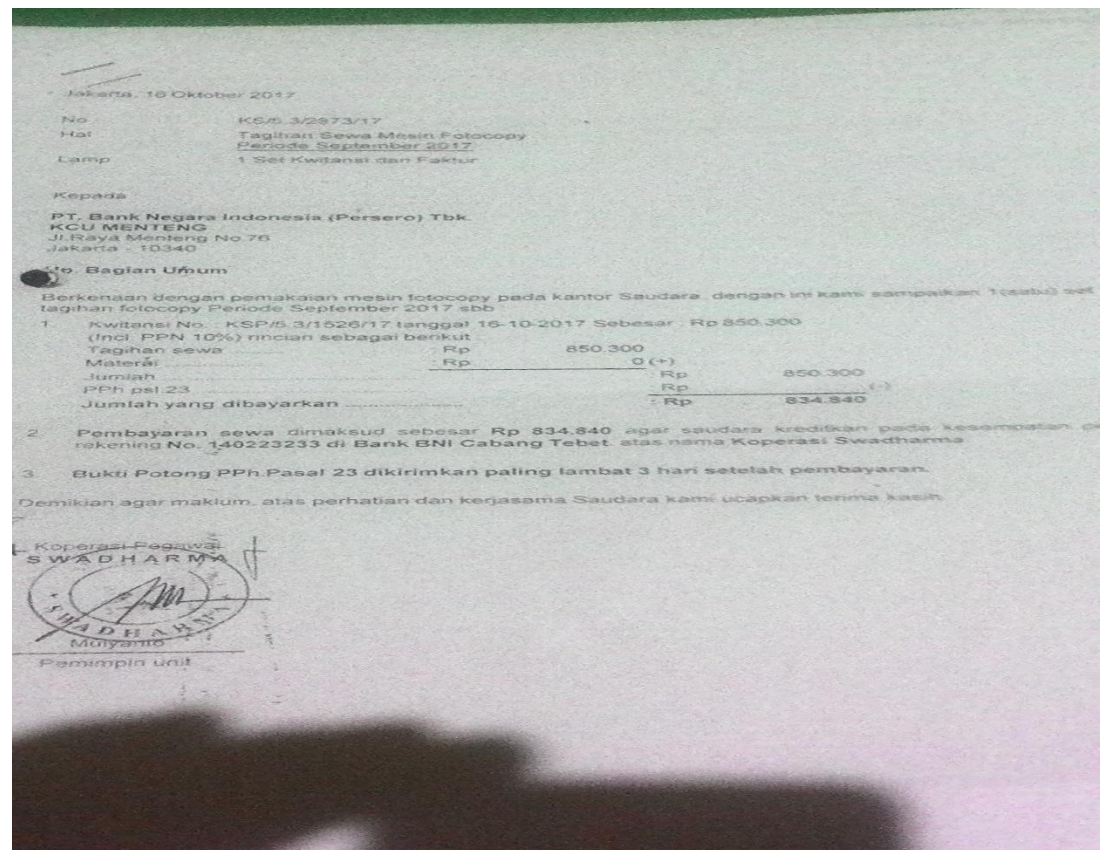 Jakarta, 16 Oktober 2017
No KS/5.3/2973/17
Hal Tagihan Sewa Mesin Fotocopy
Periode September 2017
Lamp 1 Set Kwitansi dan Faktur
Kepada
PT. Bank Negara Indonesia (Persero) Tbk.
KCU MENTENG
Jl.Raya Menteng No.76
Jakarta - 10340
Bagian Umum
Berkenaan dengan pemakaian mesin fotocopy pada kantor Saudara, dengan ini kami sampaikan 1(satu) set
tagihan fotocopy Periode September 2017 sbb
1. Kwitansi No. : KSP/5.3/1526/17 tanggal 16-10-2017 Sebesar : Rp 850.300
(Incl. PPN 10%) rincian sebagai berikut :
Tagihan sewa ............ : Rp 850.300
Materai ............ : Rp 0 (+)
Jumlah ............ : Rp 850.300
PPh psl.23 ............ : Rp (-)
Jumlah yang dibayarkan ............ : Rp 834.840
2. Pembayaran sewa dimaksud sebesar Rp 834.840 agar saudara kreditkan pada kesempatan
rekening No. 140223233 di Bank BNI Cabang Tebet. atas nama Koperasi Swadharma
3. Bukti Potong PPh.Pasal 23 dikirimkan paling lambat 3 hari setelah pembayaran.
Demikian agar maklum, atas perhatian dan kerjasama Saudara kami ucapkan terima kasih.
Koperasi Pegawai
SWADHARMA
SWADHARMA
Mulyanto
Pemimpin unit